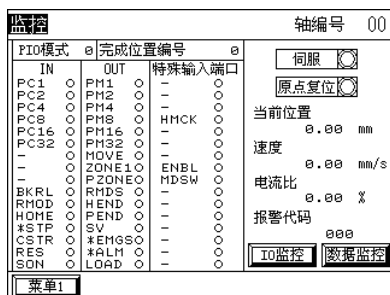 监控 轴编号 00
PIO模式 0 完成位置编号 0
IN OUT 特殊输入端口
PC1 PM1 -
PC2 PM2 -
PC4 PM4 -
PC8 PM8 HMCK
PC16 PM16 -
PC32 PM32 -
- MOVE -
- ZONE1 ENBL
- PZONE MDSW
BKRL RMDS -
RMOD HEND -
HOME PEND -
*STP SV -
CSTR *EMGS -
RES *ALM -
SON LOAD -
伺服
原点复位
当前位置
0.00 mm
速度
0.00 mm/s
电流比
0.00 %
报警代码
000
IO监控 数据监控
菜单1